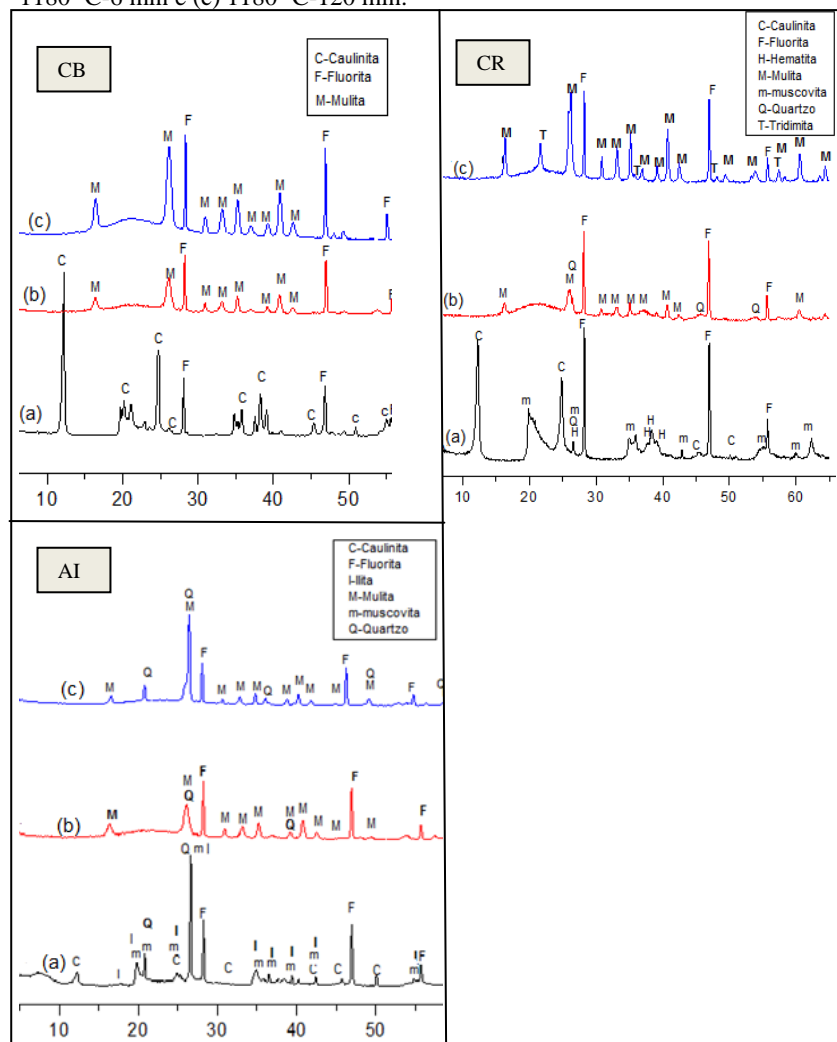 1180 °C-6 min e (c) 1180 °C-120 min.
CB
C-Caulinita
F-Fluorita
M-Mulita
M M F M M M M M M M F F
(c)
C
M M F M M M M M F
(b)
C C C F C C F C c c
(a)
10 20 30 40 50
CR
C-Caulinita
F-Fluorita
H-Hematita
M-Mulita
m-muscovita
Q-Quartzo
T-Tridimita
M T M F M M M T M M M M F T M M F M T M M
(c)
M Q M F M M M M M M F Q Q F M
(b)
C m C m Q H F m H H m C F C m F m m
(a)
10 20 30 40 50 60
AI
C-Caulinita
F-Fluorita
I-Ilita
M-Mulita
m-muscovita
Q-Quartzo
M Q Q M F M M M Q M M M M F Q M F Q
(c)
M M Q F M M M M Q M M M F M F
(b)
C I I m Q m I m C Q m I F C I m I m I m I m C C F C I m F
(a)
10 20 30 40 50